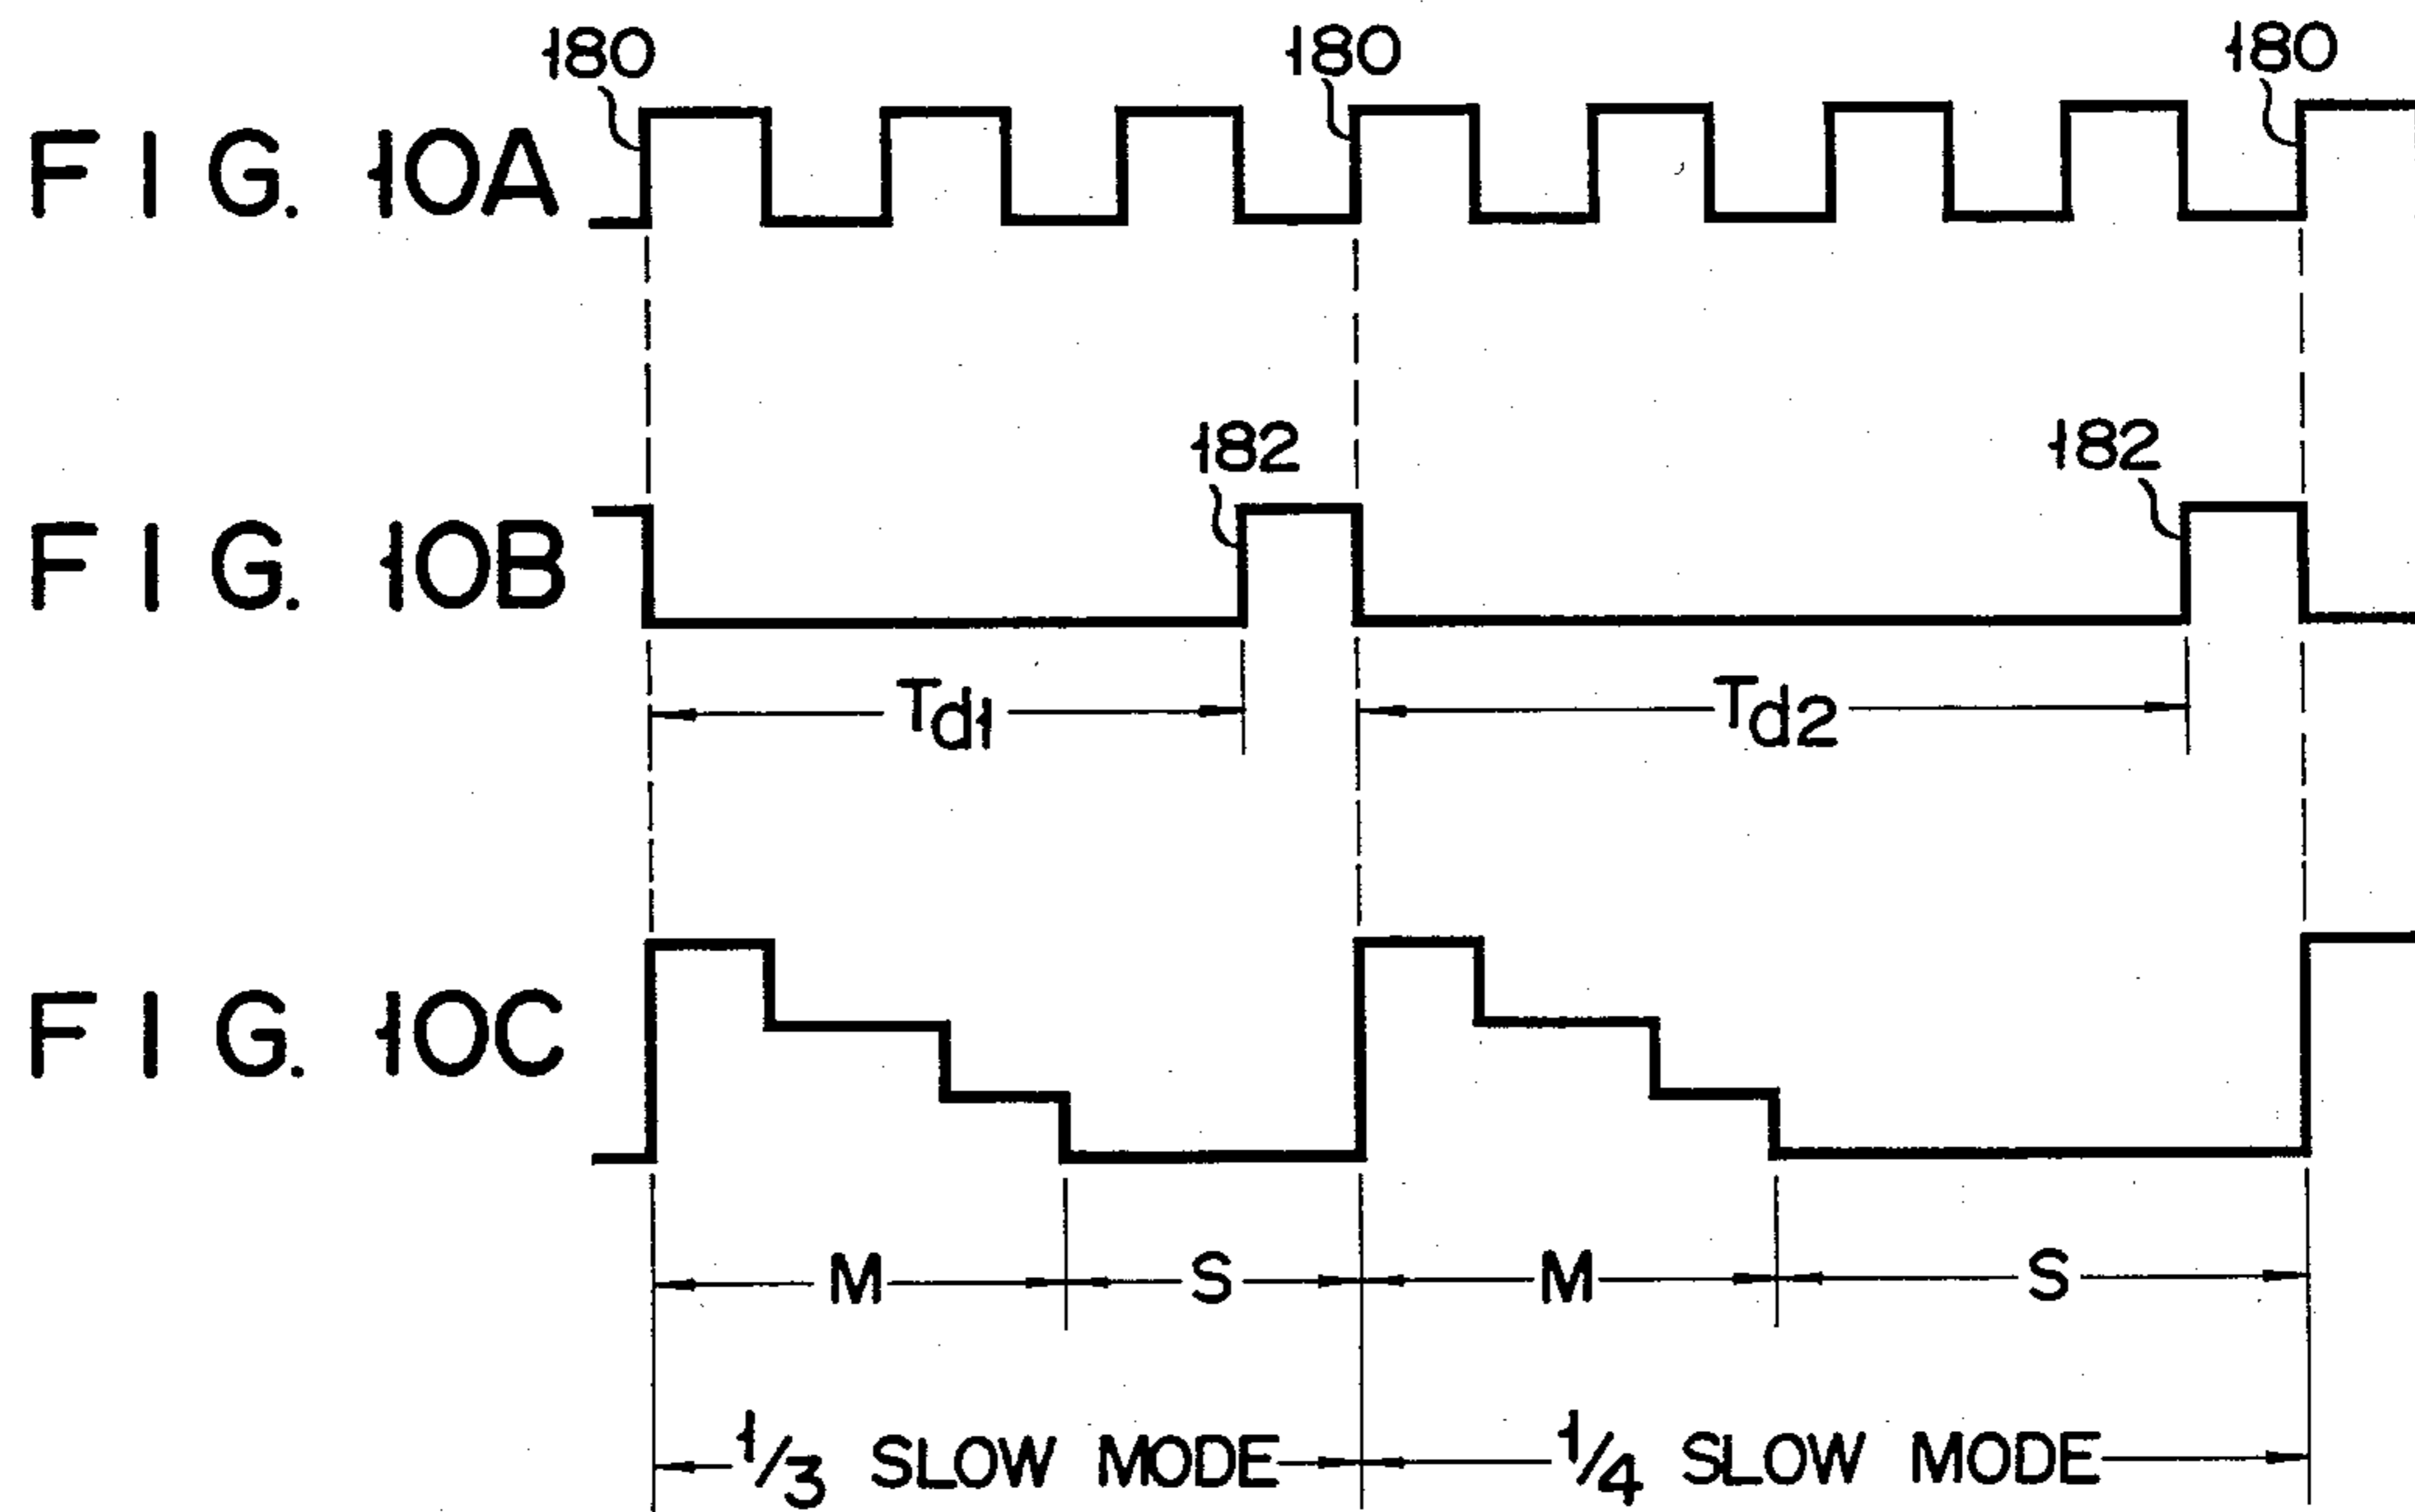 180 180 180
FIG. 10A
182 182
FIG. 10B
Td1 Td2
FIG. 10C
M S M S
1/3 SLOW MODE 1/4 SLOW MODE